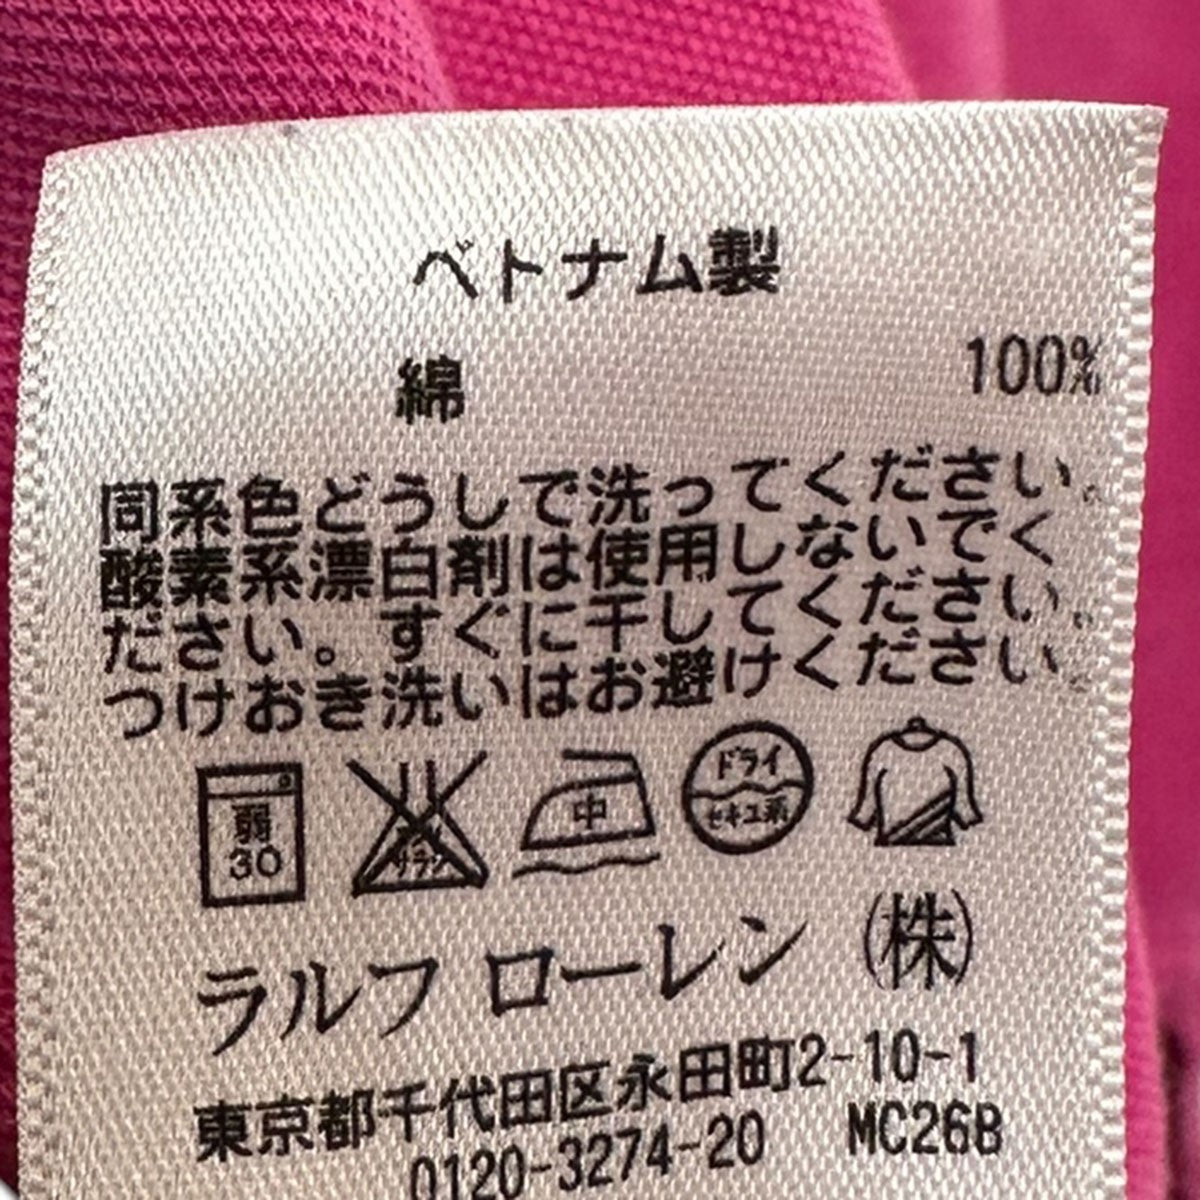 ベトナム製
綿 100%
同系色どうしで洗ってください。
酸素系漂白剤は使用しないでく
ださい。すぐに干してください。
つけおき洗いはお避けください。
弱 中 ドライ
30 サラシ セキユ系
ラルフ ローレン (株)
東京都千代田区永田町2-10-1
0120-3274-20 MC26B